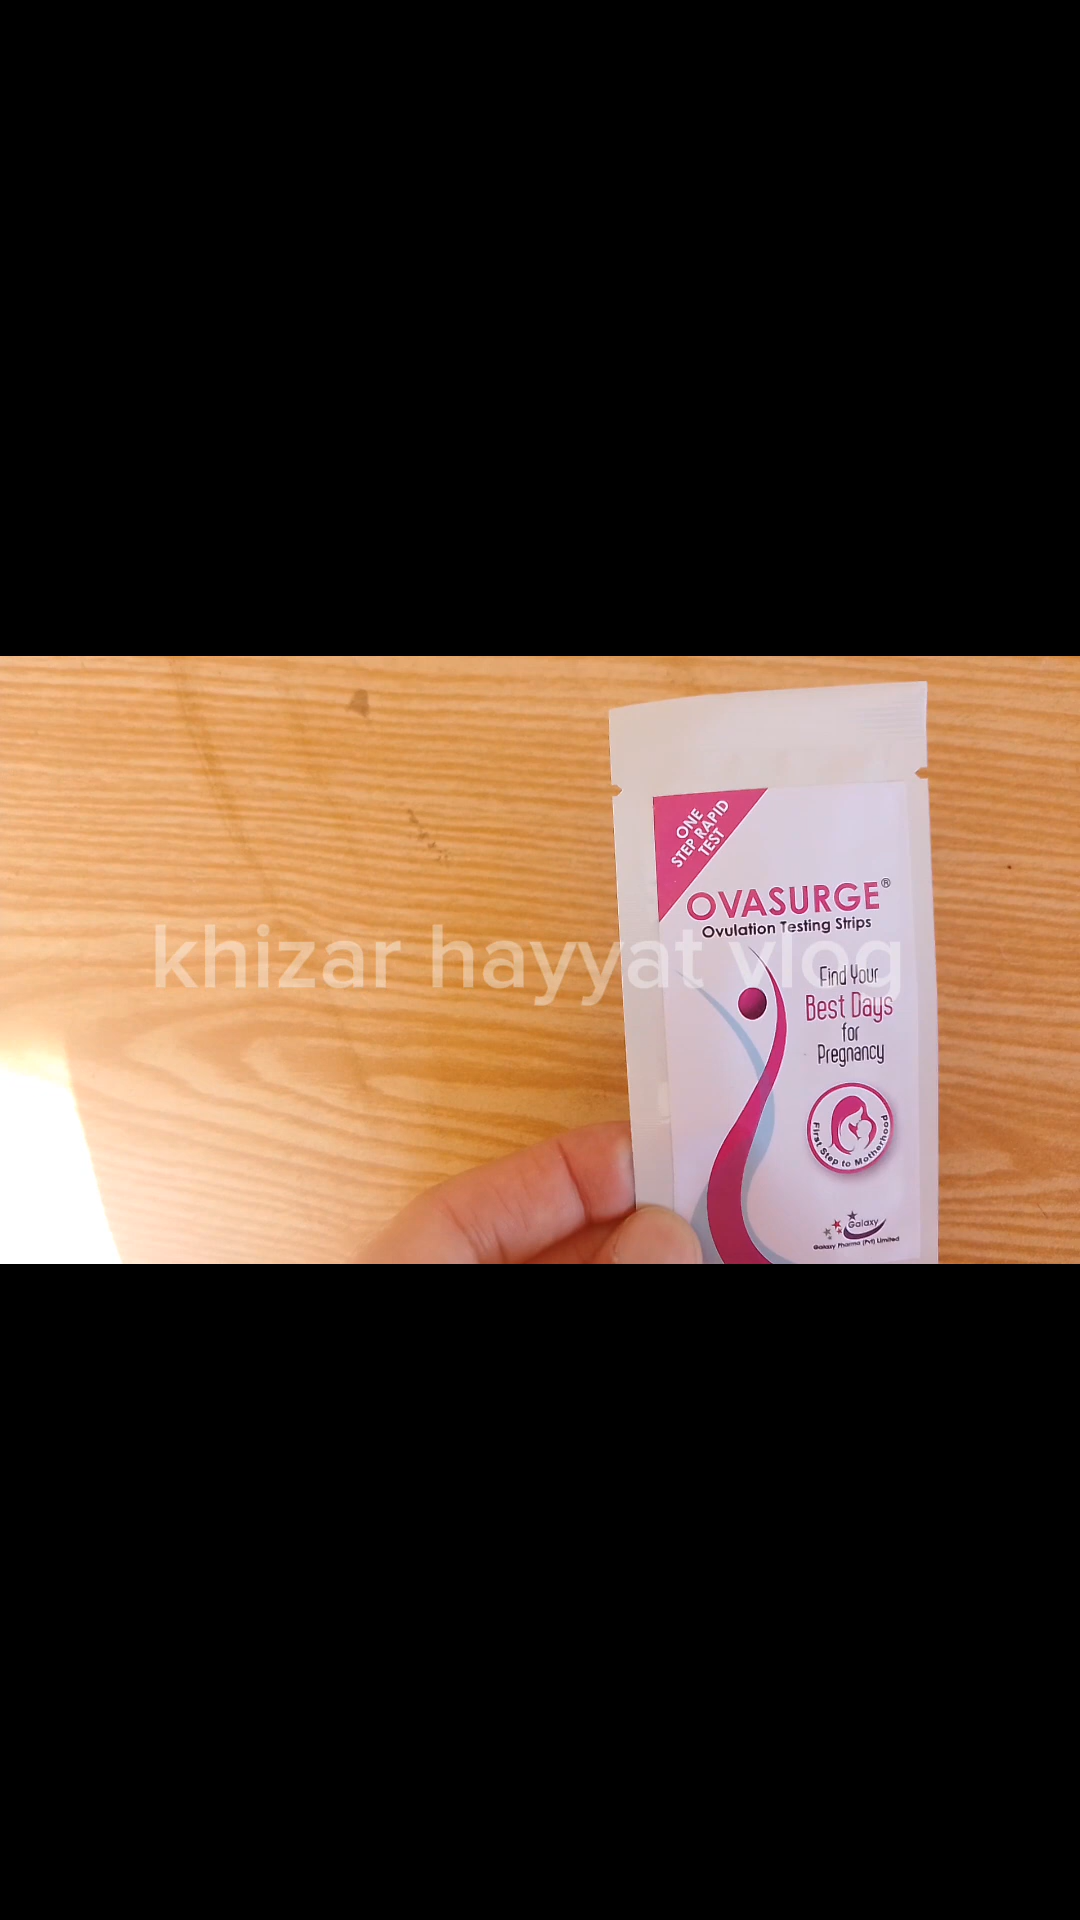 ONE
STEP RAPID
TEST
OVASURGE®
Ovulation Testing Strips
khizar hayyat vlog
Find Your
Best Days
for
Pregnancy
First Step to Motherhood
Galaxy
Galaxy Pharma (Pvt) Limited